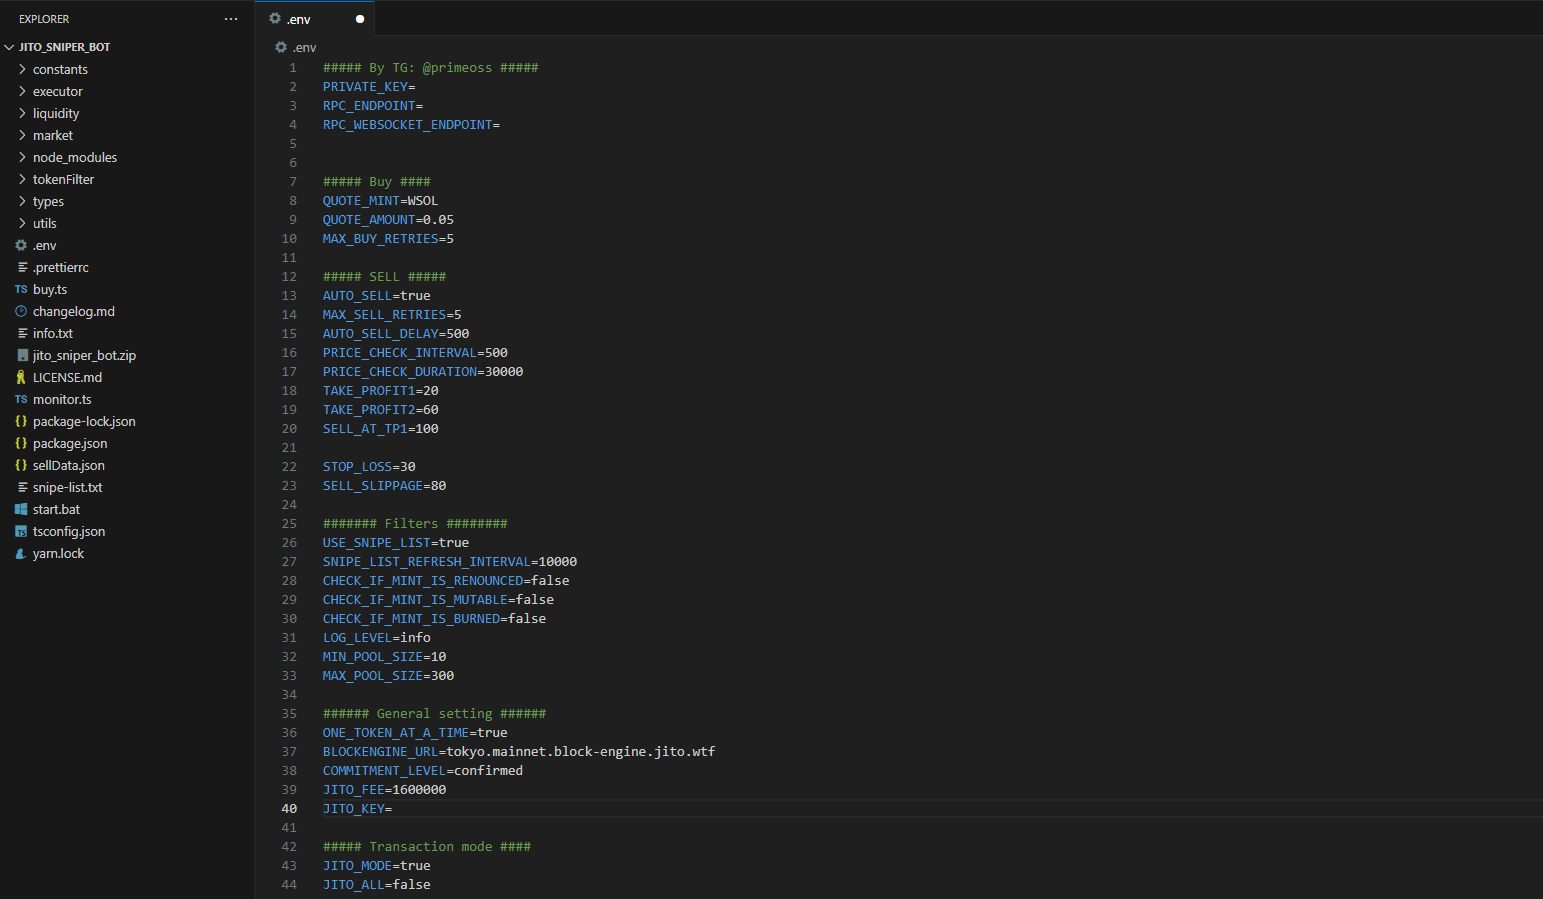 EXPLORER
JITO_SNIPER_BOT
constants
executor
liquidity
market
node_modules
tokenFilter
types
utils
.env
.prettierrc
TS buy.ts
changelog.md
info.txt
jito_sniper_bot.zip
LICENSE.md
TS monitor.ts
{} package-lock.json
{} package.json
{} sellData.json
snipe-list.txt
start.bat
TS tsconfig.json
yarn.lock
.env
.env
1 ##### By TG: @primeoss #####
2 PRIVATE_KEY=
3 RPC_ENDPOINT=
4 RPC_WEBSOCKET_ENDPOINT=
5
6
7 ##### Buy ####
8 QUOTE_MINT=WSOL
9 QUOTE_AMOUNT=0.05
10 MAX_BUY_RETRIES=5
11
12 ##### SELL #####
13 AUTO_SELL=true
14 MAX_SELL_RETRIES=5
15 AUTO_SELL_DELAY=500
16 PRICE_CHECK_INTERVAL=500
17 PRICE_CHECK_DURATION=30000
18 TAKE_PROFIT1=20
19 TAKE_PROFIT2=60
20 SELL_AT_TP1=100
21
22 STOP_LOSS=30
23 SELL_SLIPPAGE=80
24
25 ####### Filters ########
26 USE_SNIPE_LIST=true
27 SNIPE_LIST_REFRESH_INTERVAL=10000
28 CHECK_IF_MINT_IS_RENOUNCED=false
29 CHECK_IF_MINT_IS_MUTABLE=false
30 CHECK_IF_MINT_IS_BURNED=false
31 LOG_LEVEL=info
32 MIN_POOL_SIZE=10
33 MAX_POOL_SIZE=300
34
35 ###### General setting ######
36 ONE_TOKEN_AT_A_TIME=true
37 BLOCKENGINE_URL=tokyo.mainnet.block-engine.jito.wtf
38 COMMITMENT_LEVEL=confirmed
39 JITO_FEE=1600000
40 JITO_KEY=
41
42 ##### Transaction mode ####
43 JITO_MODE=true
44 JITO_ALL=false